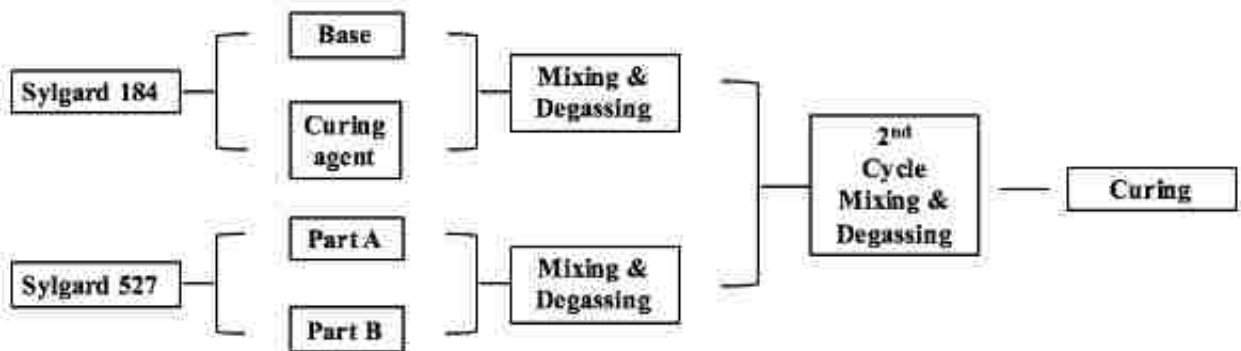 Sylgard 184
Base
Curing
agent
Mixing &
Degassing
Sylgard 527
Part A
Part B
Mixing &
Degassing
2nd
Cycle
Mixing &
Degassing
Curing